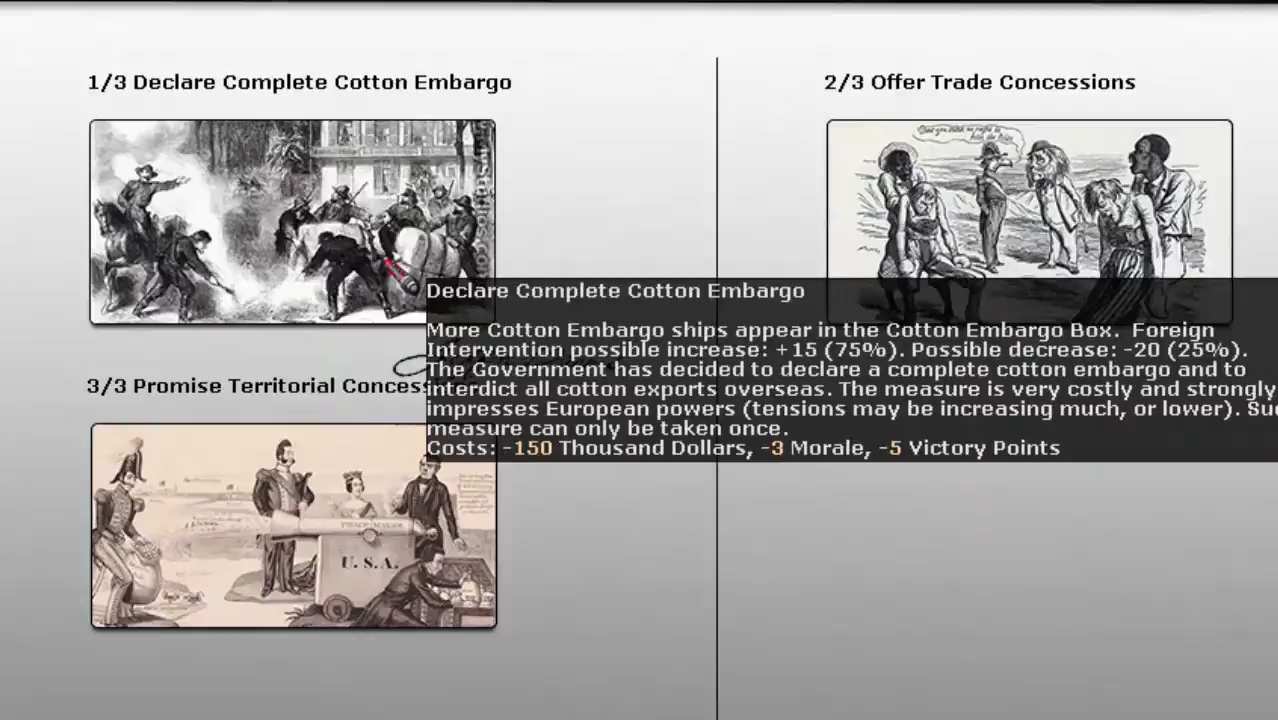 1/3 Declare Complete Cotton Embargo
2/3 Offer Trade Concessions
Declare Complete Cotton Embargo
More Cotton Embargo ships appear in the Cotton Embargo Box. Foreign
Intervention possible increase: +15 (75%). Possible decrease: -20 (25%).
The Government has decided to declare a complete cotton embargo and to
interdict all cotton exports overseas. The measure is very costly and strongly
impresses European powers (tensions may be increasing much, or lower). Suc
measure can only be taken once.
Costs: -150 Thousand Dollars, -3 Morale, -5 Victory Points
3/3 Promise Territorial Concess
U.S.A.